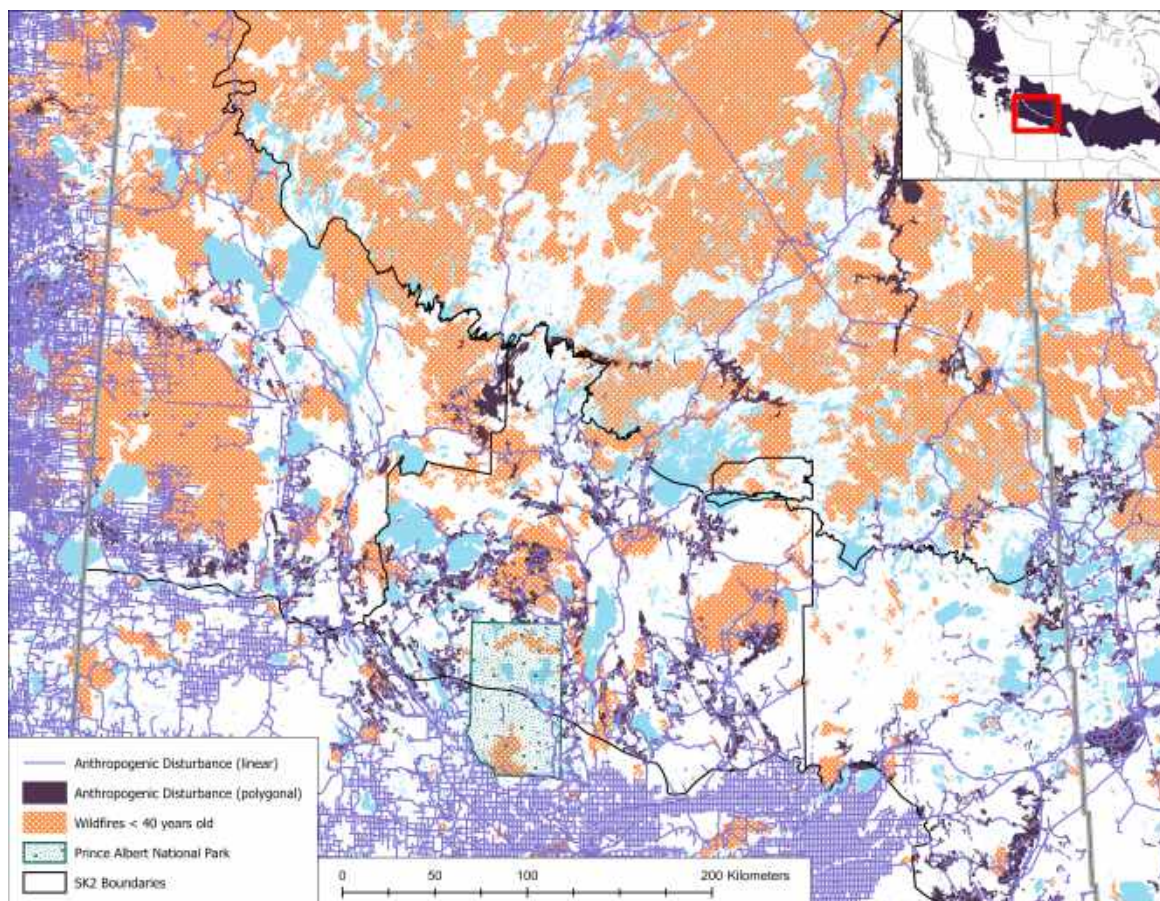 Anthropogenic Disturbance (linear)
Anthropogenic Disturbance (polygonal)
Wildfires < 40 years old
Prince Albert National Park
SK2 Boundaries
0 50 100 200 Kilometers